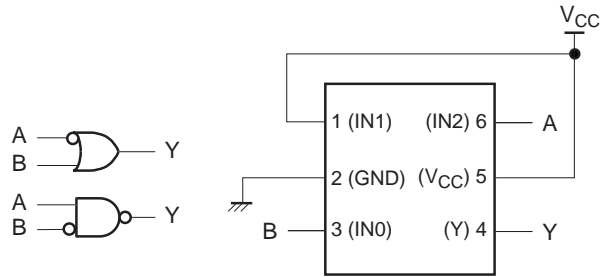 VCC
A
B
Y
A
B
Y
1 (IN1)
(IN2) 6
A
2 (GND)
(VCC) 5
B
3 (IN0)
(Y) 4
Y